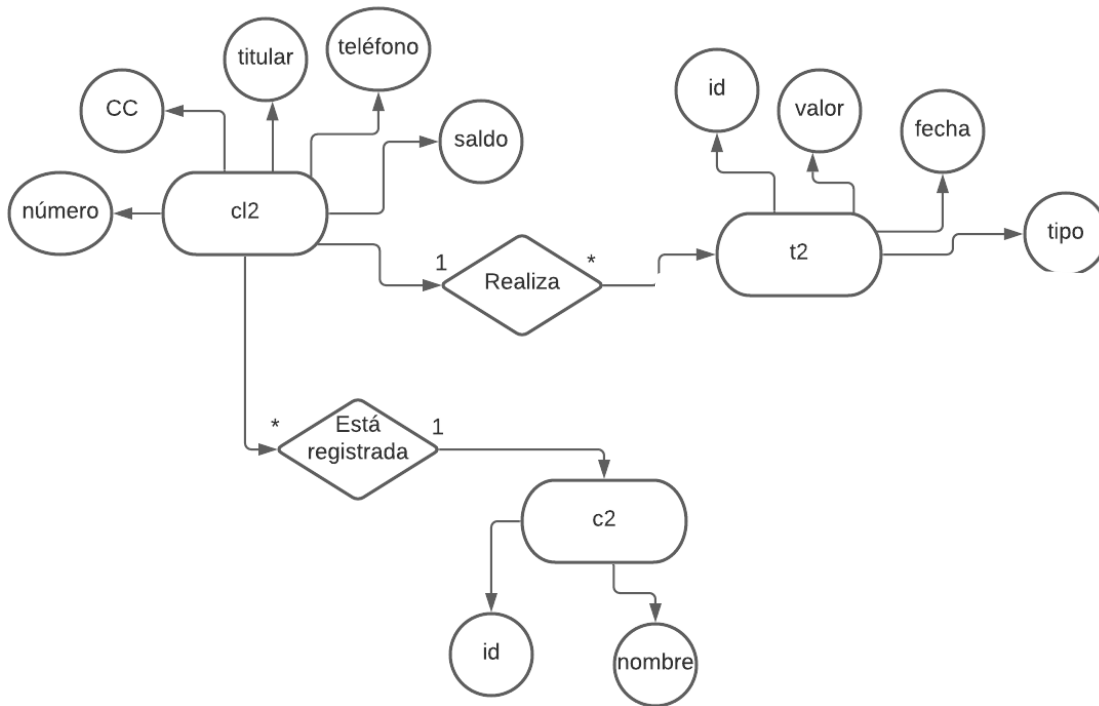 teléfono
titular
CC
saldo
número
cl2
id
valor
fecha
tipo
t2
1
Realiza
*
*
Está
registrada
1
c2
id
nombre